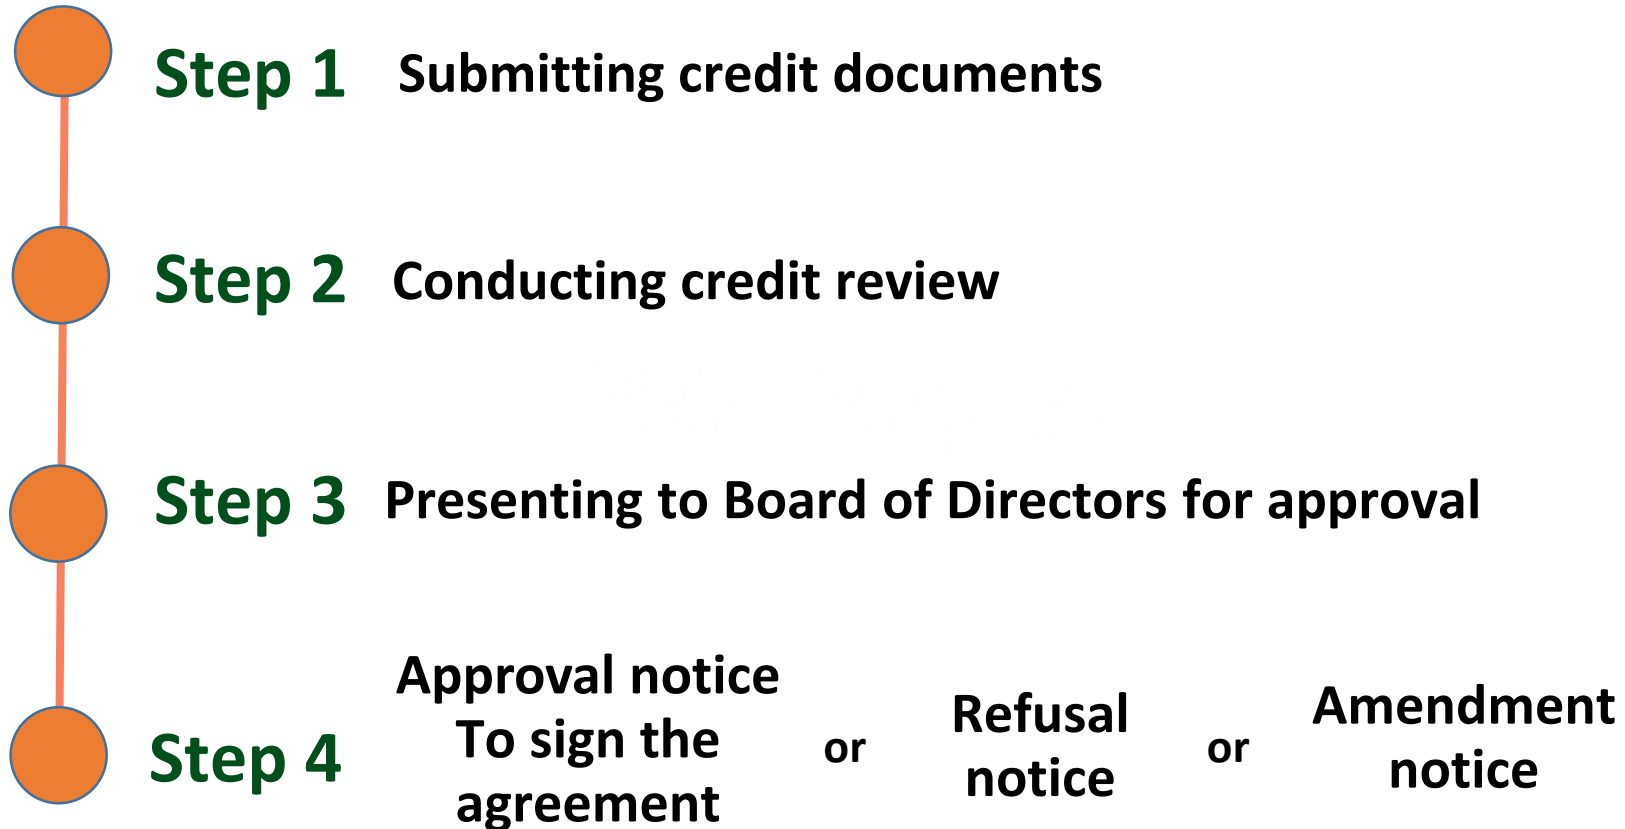 Step 1 Submitting credit documents
Step 2 Conducting credit review
Step 3 Presenting to Board of Directors for approval
Step 4
Approval notice
To sign the
agreement
or
Refusal
notice
or
Amendment
notice